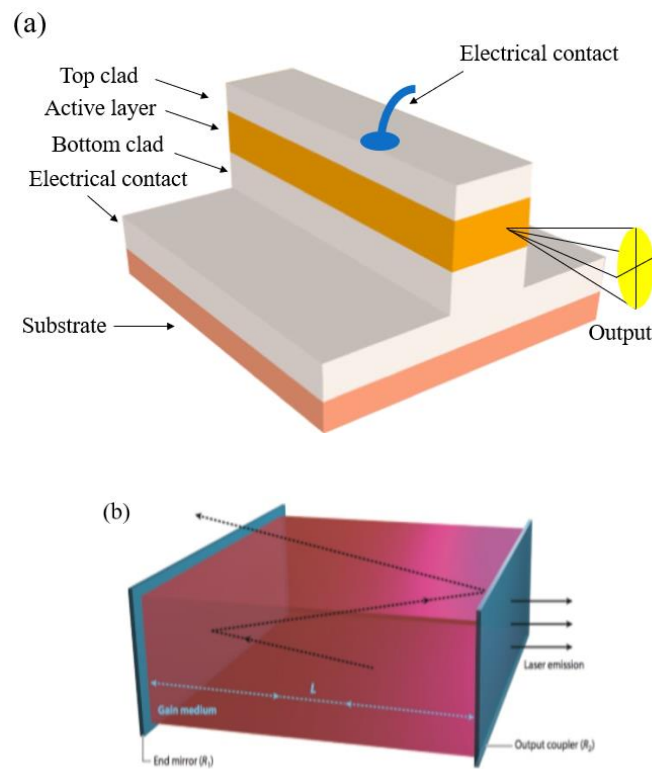 (a)
Electrical contact
Top clad
Active layer
Bottom clad
Electrical contact
Substrate
Output
(b)
L
Gain medium
Laser emission
End mirror (R1)
Output coupler (R2)